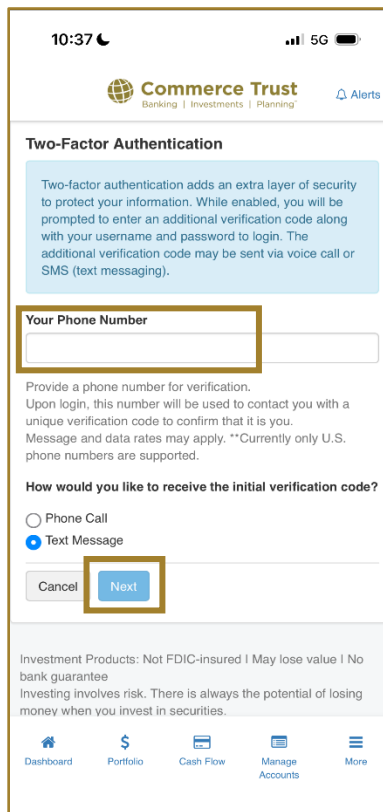 10:37
5G
Commerce Trust
Banking | Investments | Planning
Alerts
Two-Factor Authentication
Two-factor authentication adds an extra layer of security
to protect your information. While enabled, you will be
prompted to enter an additional verification code along
with your username and password to login. The
additional verification code may be sent via voice call or
SMS (text messaging).
Your Phone Number
Provide a phone number for verification.
Upon login, this number will be used to contact you with a
unique verification code to confirm that it is you.
Message and data rates may apply. **Currently only U.S.
phone numbers are supported.
How would you like to receive the initial verification code?
Phone Call
Text Message
Cancel
Next
Investment Products: Not FDIC-insured I May lose value I No
bank guarantee
Investing involves risk. There is always the potential of losing
money when you invest in securities.
Dashboard
Portfolio
Cash Flow
Manage
Accounts
More